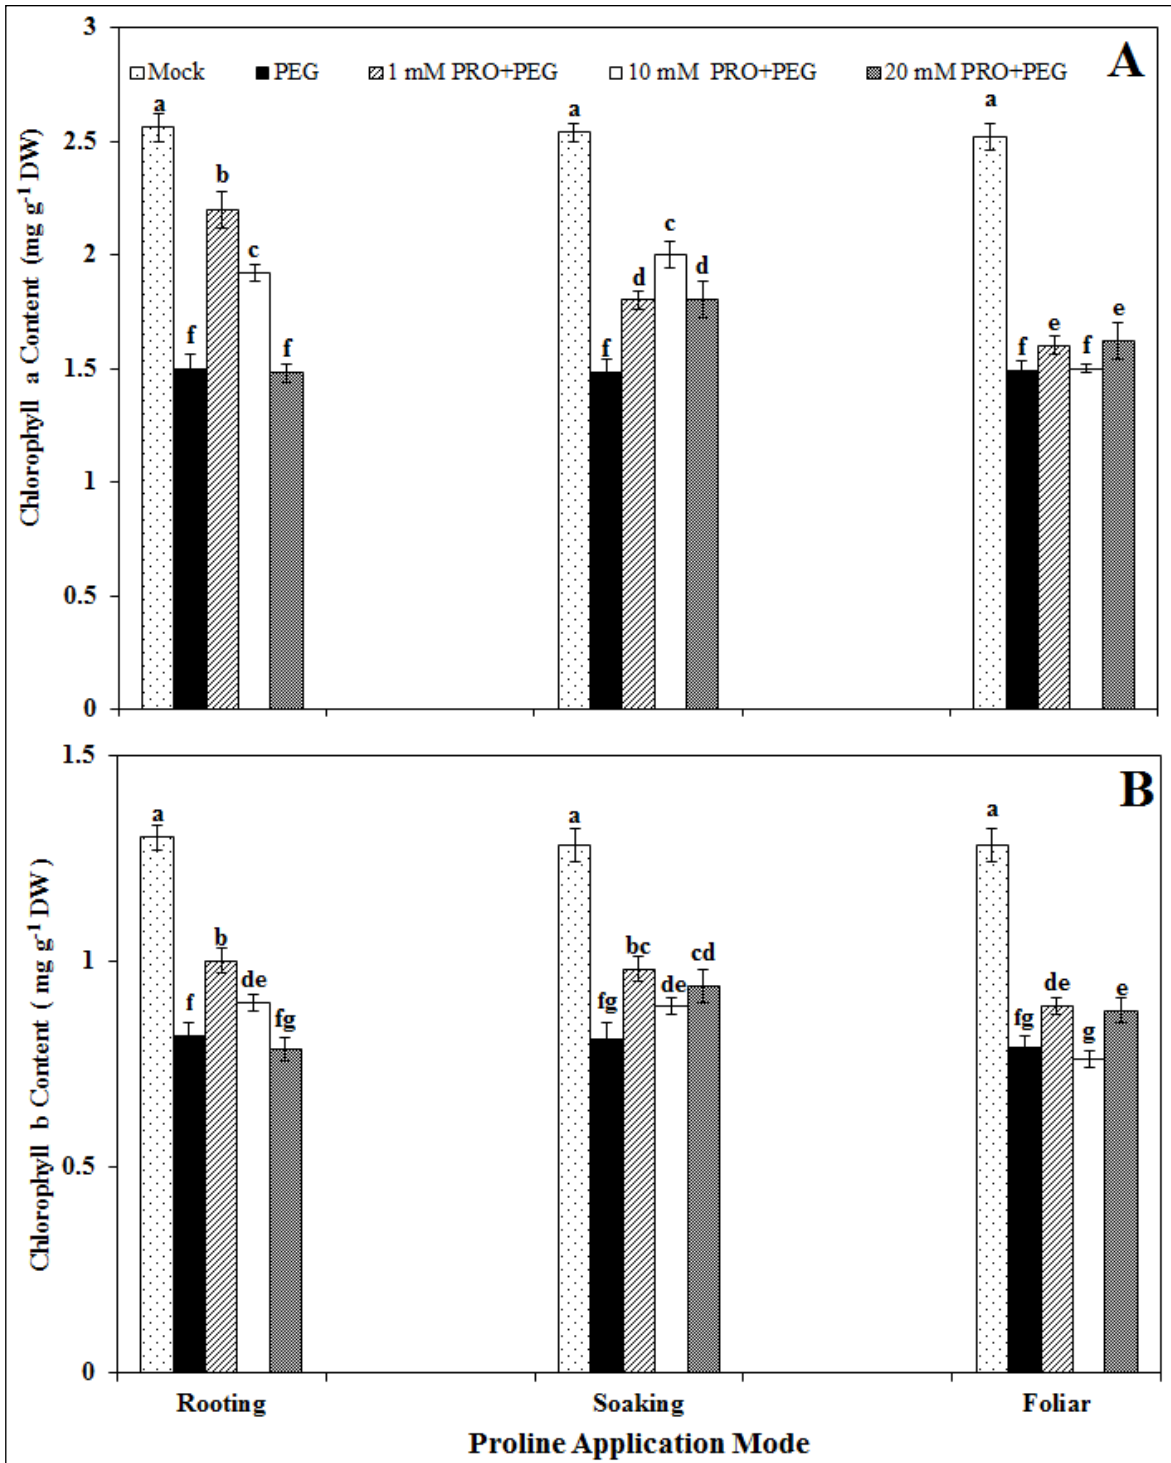 3
A
Mock PEG 1 mM PRO+PEG 10 mM PRO+PEG 20 mM PRO+PEG
Chlorophyll a Content (mg g-1 DW)
2.5
2
1.5
1
0.5
0
a f b c f
a f d c d
a f e f e
1.5
B
Chlorophyll b Content ( mg g-1 DW )
1
0.5
0
a f b de fg
a fg bc de cd
a fg de g e
Rooting Soaking Foliar
Proline Application Mode